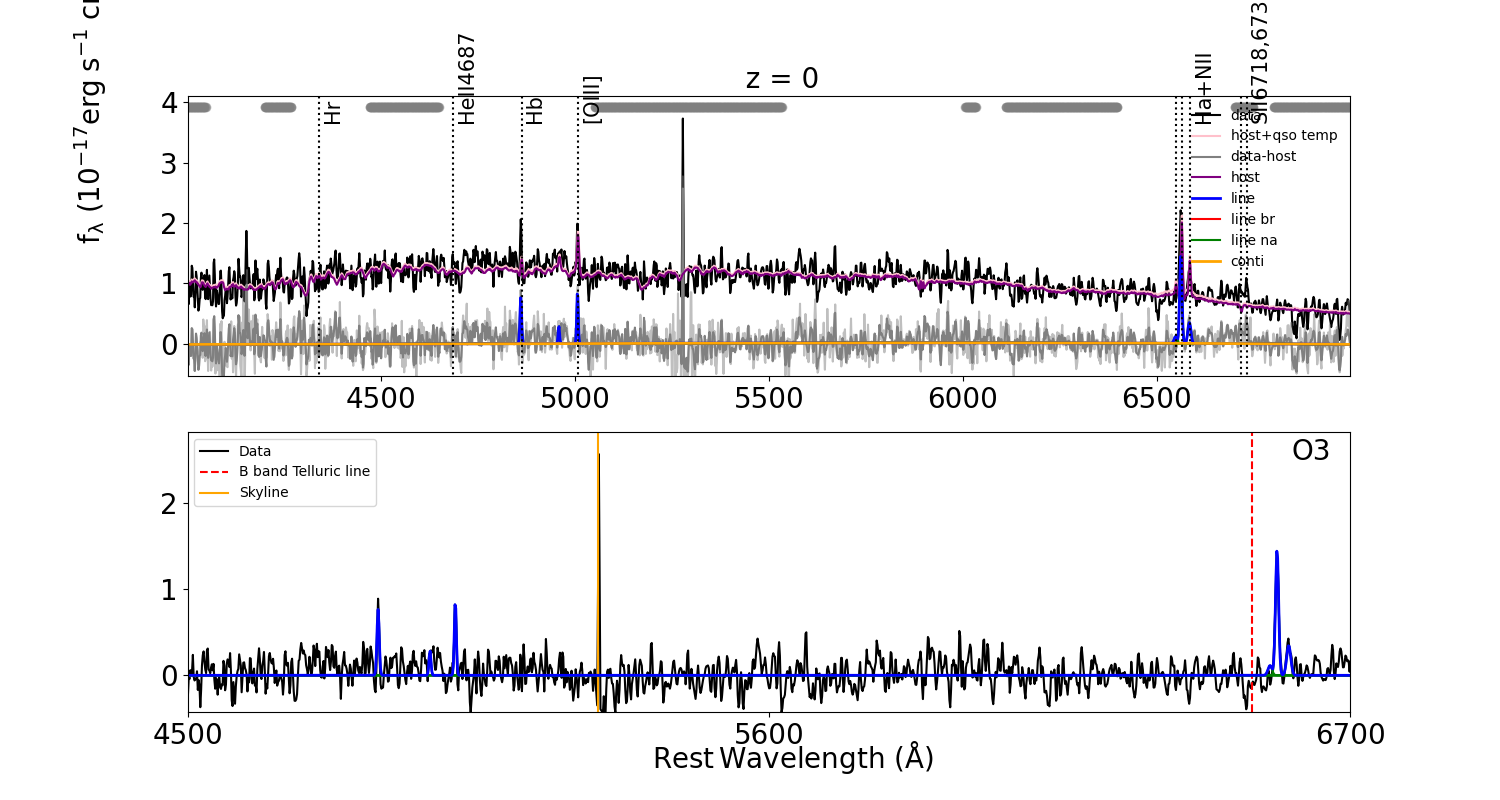 z = 0
f_λ (10^−17 erg s^−1
Hr
HeII4687
Hb
[OIII]
Ha+NII
SII6718,673
data
host+qso temp
data-host
host
line
line br
line na
conti
4
3
2
1
0
4500 5000 5500 6000 6500
Data
B band Telluric line
Skyline
O3
2
1
0
4500 5600 6700
Rest Wavelength (Å)